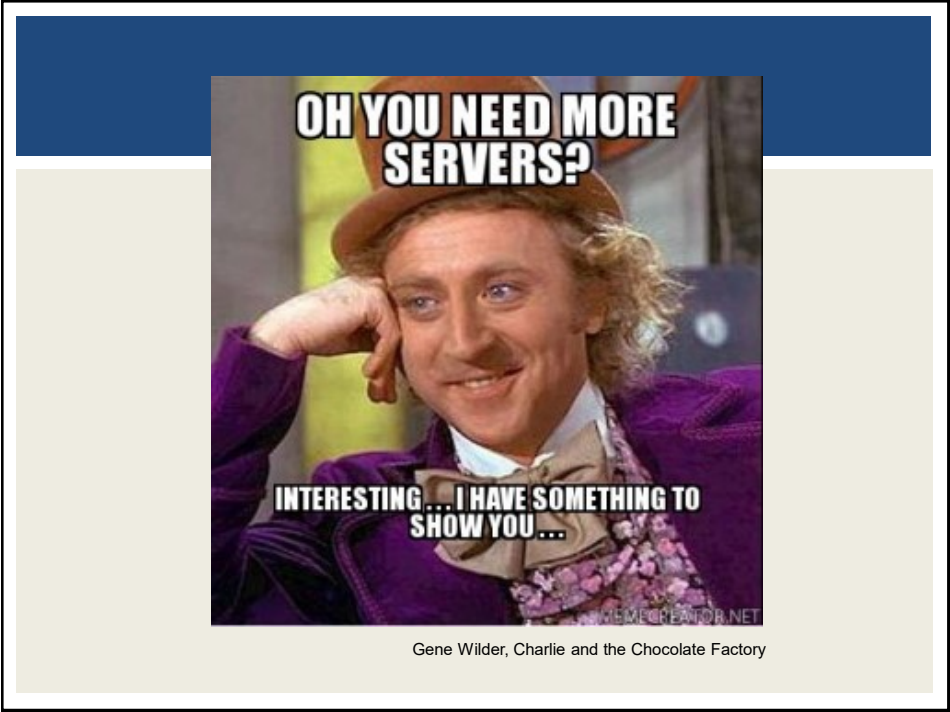 OH YOU NEED MORE
SERVERS?
INTERESTING...I HAVE SOMETHING TO
SHOW YOU...
MEMECREATOR.NET
Gene Wilder, Charlie and the Chocolate Factory